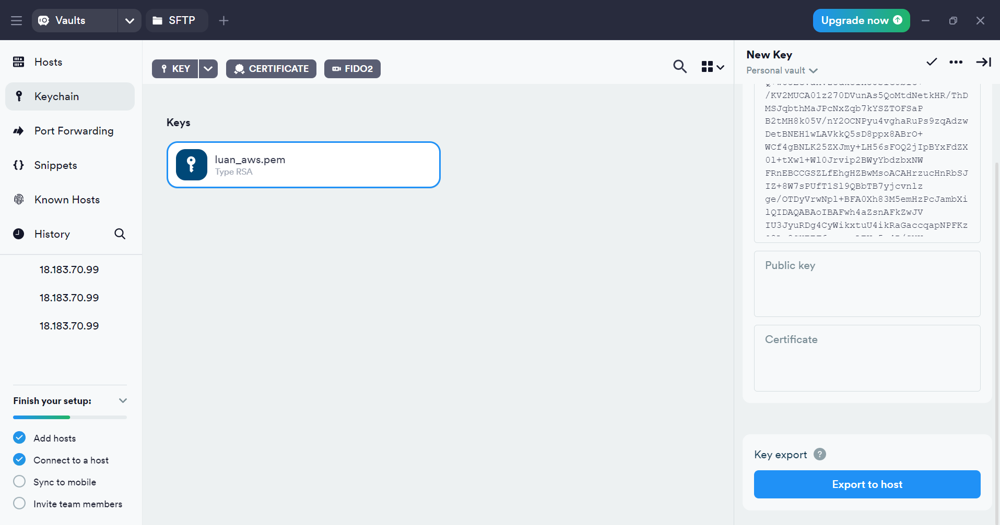 Vaults
SFTP
Upgrade now
Hosts
Keychain
Port Forwarding
Snippets
Known Hosts
History
18.183.70.99
18.183.70.99
18.183.70.99
Finish your setup:
Add hosts
Connect to a host
Sync to mobile
Invite team members
KEY
CERTIFICATE
FIDO2
Keys
luan_aws.pem
Type RSA
New Key
Personal vault
/KV2MUCA01z270DVunAs5QoMtdNetkHR/ThD
MSJqbthMaJPcNxZqb7kYSZTOFSaP
B2tMH8k05V/nY2OCNPyu4vghaRuPs9zqAdzw
DetBNEH1wLAVkkQ5sD8ppx8ABrO+
WCf4gBNLK25ZXJmy+LH56sFOQ2jIpBYxFdZX
0l+tXw1+Wl0Jrvip2BWyYbdzbxNW
FRnEBCCGSZLfEhgHZBwMsoACAHrzucHnRbSJ
IZ+8W7sPUfT1Sl9QBbTB7yjcvnlz
ge/OTDyVrwNpl+BFA0Xh83M5emHzPcJambXi
lQIDAQABAoIBAFwh4aZsnAFkZwJV
IU3JyuRDg4CyWikxtuU4ikRaGaccqapNPFKz
Public key
Certificate
Key export
Export to host